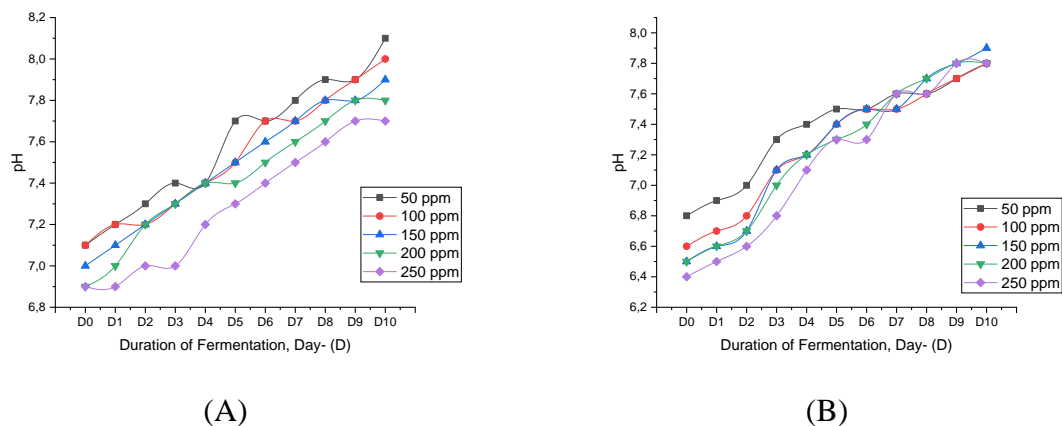 8,2
8,0
7,8
7,6
7,4
7,2
7,0
6,8
pH
D0 D1 D2 D3 D4 D5 D6 D7 D8 D9 D10
Duration of Fermentation, Day- (D)
50 ppm
100 ppm
150 ppm
200 ppm
250 ppm
(A)
8,0
7,8
7,6
7,4
7,2
7,0
6,8
6,6
6,4
6,2
pH
D0 D1 D2 D3 D4 D5 D6 D7 D8 D9 D10
Duration of Fermentation, Day- (D)
50 ppm
100 ppm
150 ppm
200 ppm
250 ppm
(B)